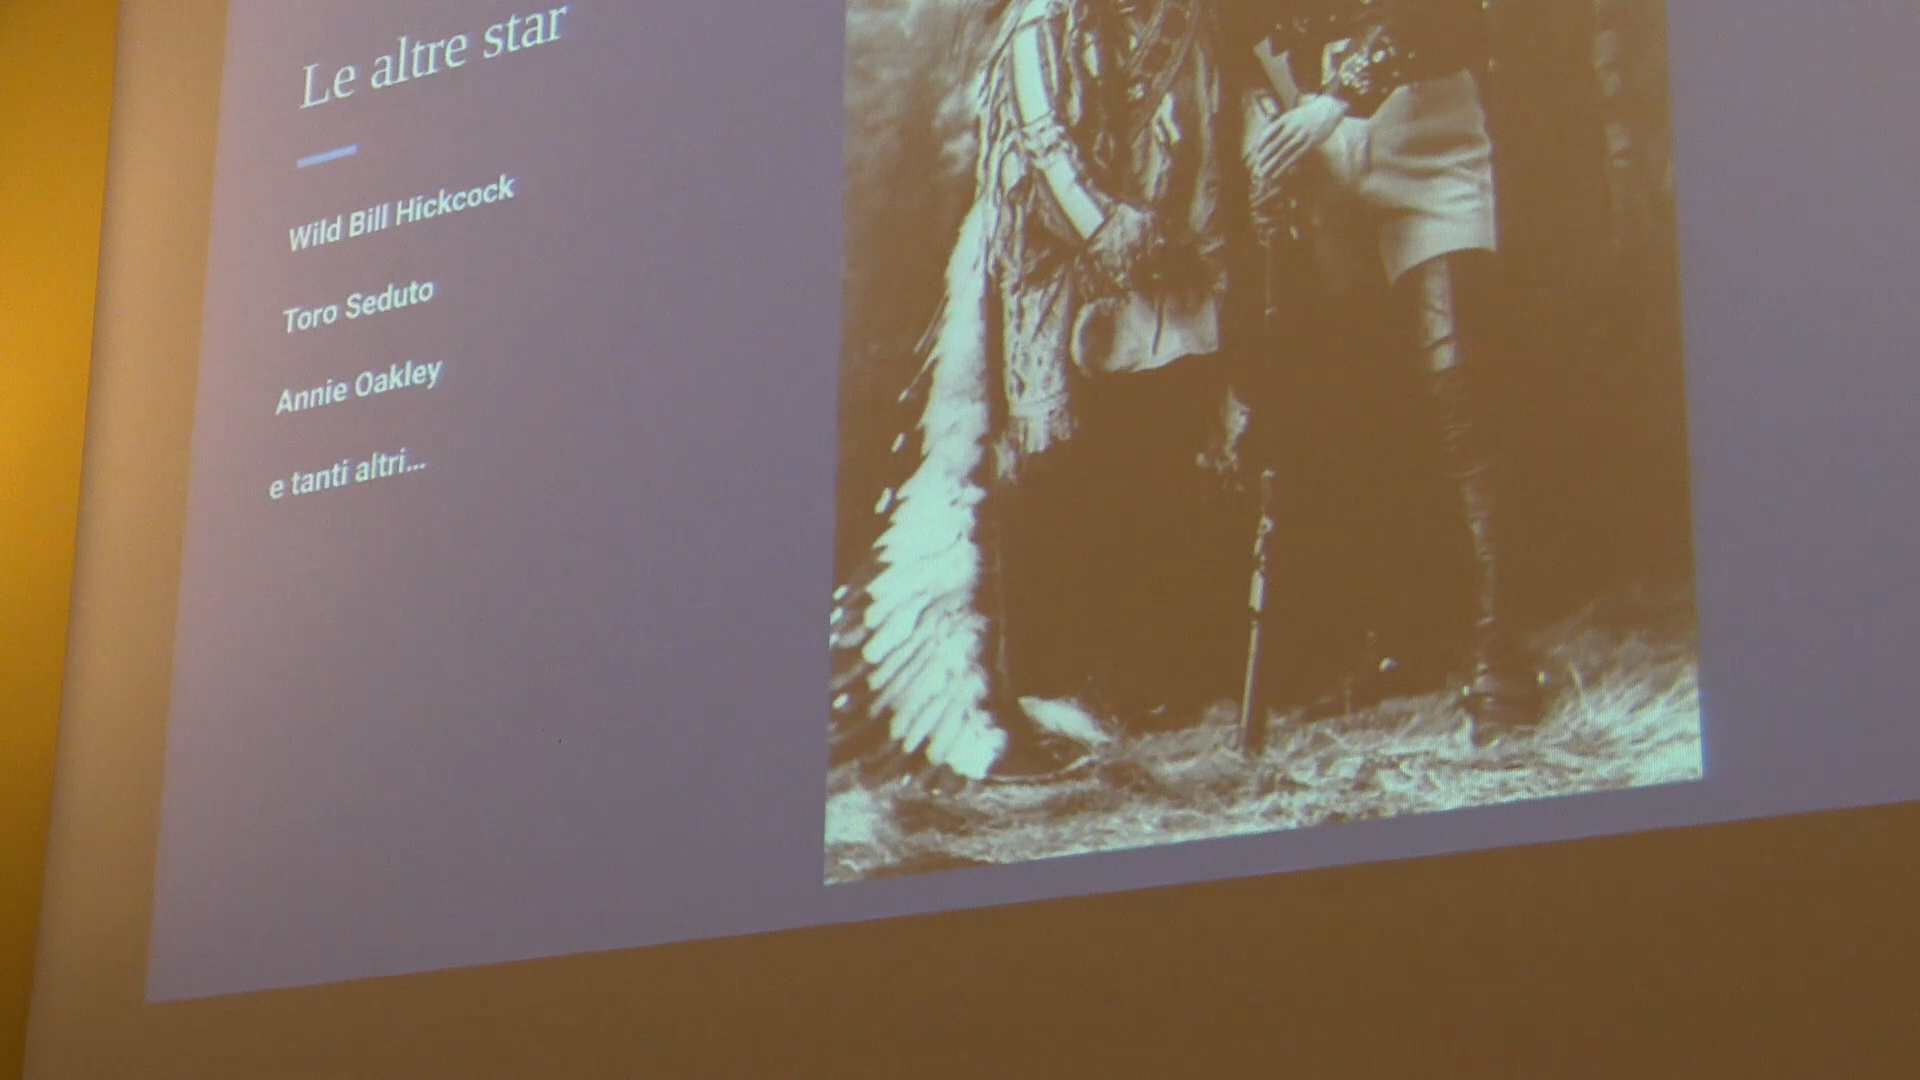 Le altre star
Wild Bill Hickcock
Toro Seduto
Annie Oakley
e tanti altri...